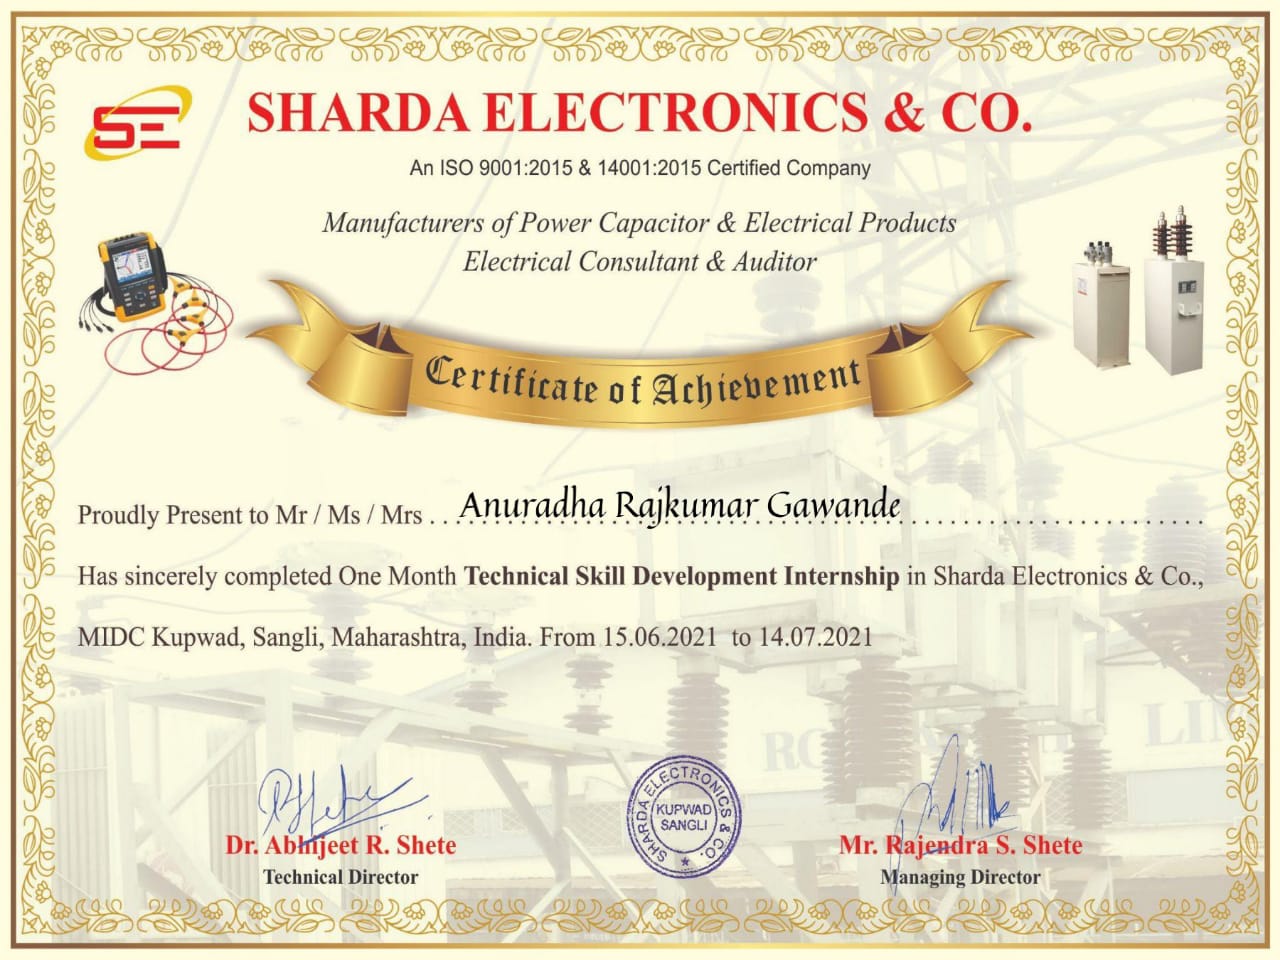 SE
SHARDA ELECTRONICS & CO.
An ISO 9001:2015 & 14001:2015 Certified Company
Manufacturers of Power Capacitor & Electrical Products
Electrical Consultant & Auditor
Certificate of Achievement
Proudly Present to Mr / Ms / Mrs . . . Anuradha Rajkumar Gawande . . . . . . . . . . . . . . . . . . . . . . . .
Has sincerely completed One Month Technical Skill Development Internship in Sharda Electronics & Co.,
MIDC Kupwad, Sangli, Maharashtra, India. From 15.06.2021 to 14.07.2021
SHARDA ELECTRONICS & CO.
KUPWAD
SANGLI
Dr. Abhijeet R. Shete
Mr. Rajendra S. Shete
Technical Director
Managing Director